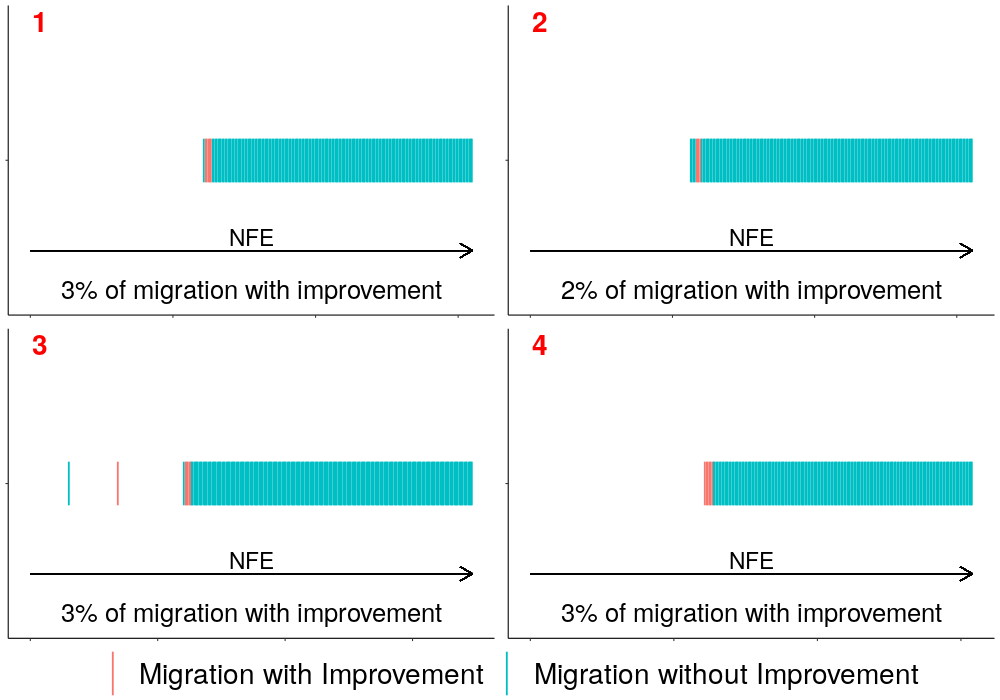 1
NFE
3% of migration with improvement
2
NFE
2% of migration with improvement
3
NFE
3% of migration with improvement
4
NFE
3% of migration with improvement
Migration with Improvement
Migration without Improvement